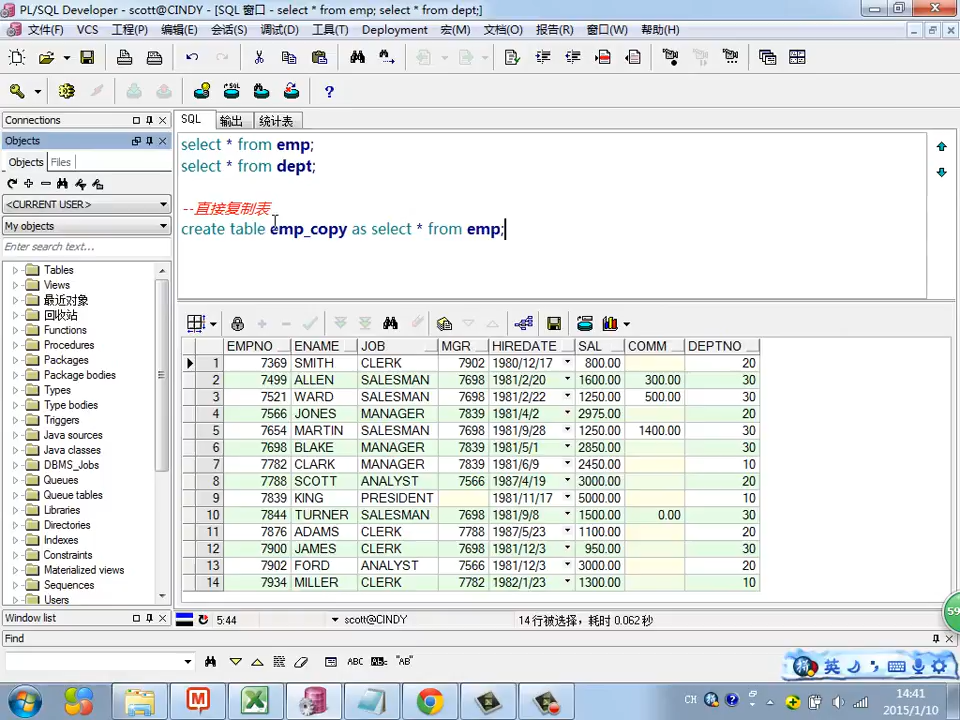 PL/SQL Developer - scott@CINDY - [SQL 窗口 - select * from emp; select * from dept;]
文件(F) VCS 工程(P) 编辑(E) 会话(S) 调试(D) 工具(T) Deployment 宏(M) 文档(O) 报告(R) 窗口(W) 帮助(H)
Connections
Objects
Objects Files
<CURRENT USER>
My objects
Enter search text...
Tables
Views
最近对象
回收站
Functions
Procedures
Packages
Package bodies
Types
Type bodies
Triggers
Java sources
Java classes
DBMS_Jobs
Queues
Queue tables
Libraries
Directories
Indexes
Constraints
Materialized views
Sequences
Users
Window list
SQL 输出 统计表
select * from emp;
select * from dept;
--直接复制表
create table emp_copy as select * from emp;
EMPNO ENAME JOB MGR HIREDATE SAL COMM DEPTNO
1 7369 SMITH CLERK 7902 1980/12/17 800.00 20
2 7499 ALLEN SALESMAN 7698 1981/2/20 1600.00 300.00 30
3 7521 WARD SALESMAN 7698 1981/2/22 1250.00 500.00 30
4 7566 JONES MANAGER 7839 1981/4/2 2975.00 20
5 7654 MARTIN SALESMAN 7698 1981/9/28 1250.00 1400.00 30
6 7698 BLAKE MANAGER 7839 1981/5/1 2850.00 30
7 7782 CLARK MANAGER 7839 1981/6/9 2450.00 10
8 7788 SCOTT ANALYST 7566 1987/4/19 3000.00 20
9 7839 KING PRESIDENT 1981/11/17 5000.00 10
10 7844 TURNER SALESMAN 7698 1981/9/8 1500.00 0.00 30
11 7876 ADAMS CLERK 7788 1987/5/23 1100.00 20
12 7900 JAMES CLERK 7698 1981/12/3 950.00 30
13 7902 FORD ANALYST 7566 1981/12/3 3000.00 20
14 7934 MILLER CLERK 7782 1982/1/23 1300.00 10
59
5:44 scott@CINDY 14 行被选择，耗时 0.062 秒
Find
ABC "AB"
英
CH
14:41
2015/1/10